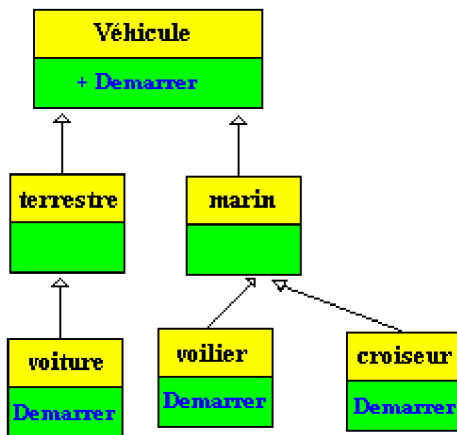 Véhicule
+ Demarrer
terrestre
marin
voiture
Demarrer
voilier
Demarrer
croiseur
Demarrer